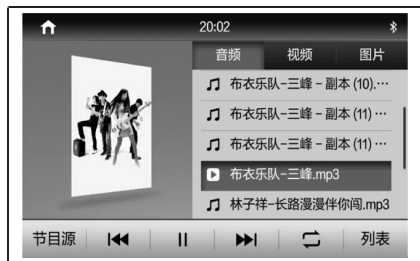 20:02
音频 视频 图片
布衣乐队-三峰 - 副本 (10).…
布衣乐队-三峰 - 副本 (11) …
布衣乐队-三峰 - 副本 (11) …
布衣乐队-三峰.mp3
林子祥-长路漫漫伴你闯.mp3
节目源 列表